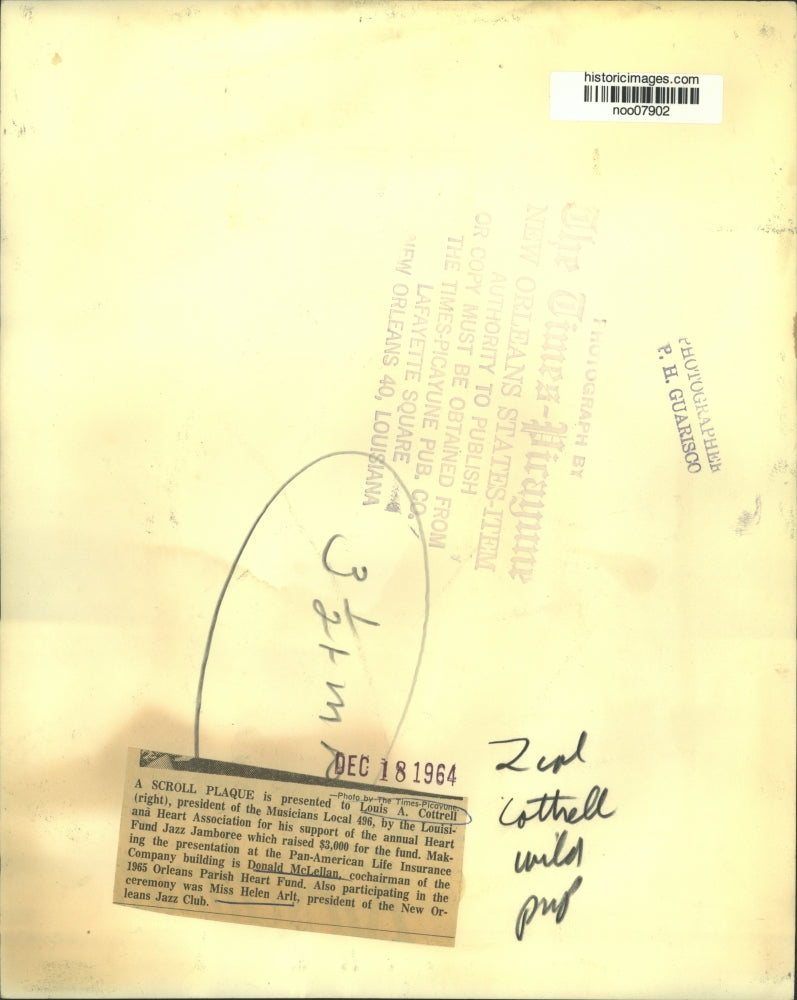 historicimages.com
noo07902
PHOTOGRAPH BY
The Times-Picayune
NEW ORLEANS STATES-ITEM
AUTHORITY TO PUBLISH
OR COPY MUST BE OBTAINED FROM
THE TIMES-PICAYUNE PUB. CO.
LAFAYETTE SQUARE
NEW ORLEANS 40, LOUISIANA
PHOTOGRAPHER
P. H. GUARISCO
3 1/2
DEC 18 1964
—Photo by The Times-Picayune.
A SCROLL PLAQUE is presented to Louis A. Cottrell
(right), president of the Musicians Local 496, by the Louisi-
ana Heart Association for his support of the annual Heart
Fund Jazz Jamboree which raised $3,000 for the fund. Mak-
ing the presentation at the Pan-American Life Insurance
Company building is Donald McLellan, cochairman of the
1965 Orleans Parish Heart Fund. Also participating in the
ceremony was Miss Helen Arlt, president of the New Or-
leans Jazz Club.
Cottrell